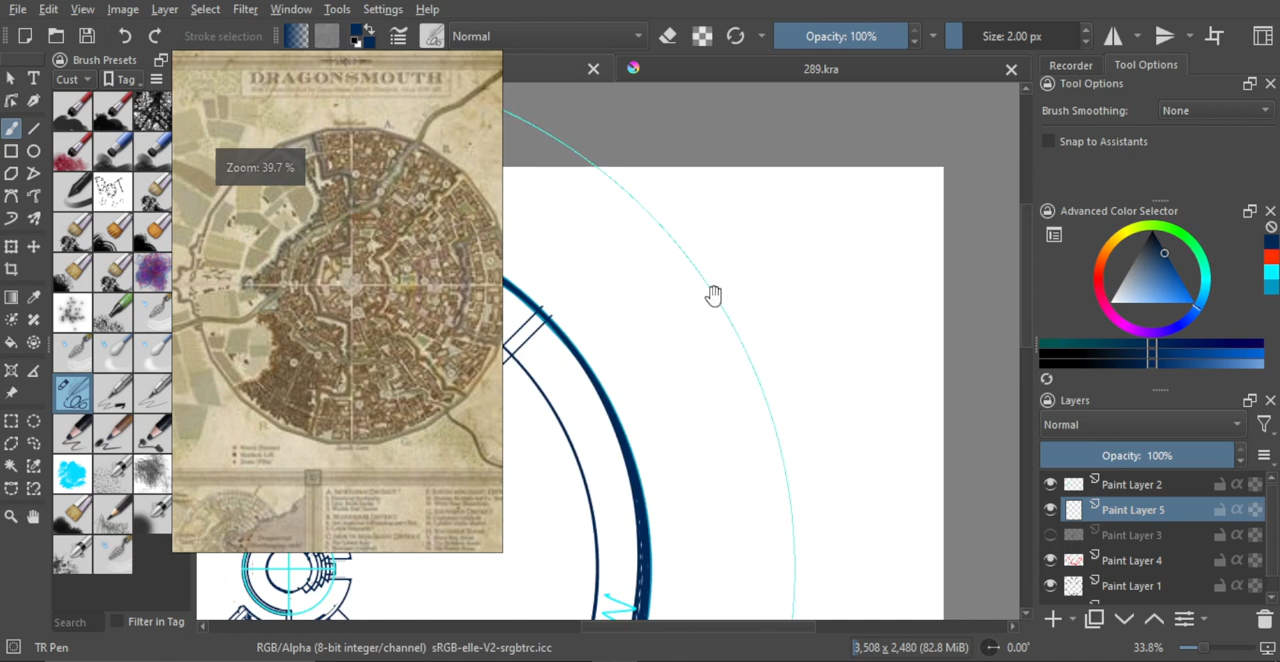 File Edit View Image Layer Select Filter Window Tools Settings Help
Stroke selection Normal Opacity: 100% Size: 2.00 px
Brush Presets
Cust Tag
DRAGONSMOUTH
Zoom: 39.7 %
289.kra
Recorder Tool Options
Tool Options
Brush Smoothing: None
Snap to Assistants
Advanced Color Selector
Layers
Normal
Opacity: 100%
Paint Layer 2
Paint Layer 5
Paint Layer 3
Paint Layer 4
Paint Layer 1
Search Filter in Tag
TR Pen RGB/Alpha (8-bit integer/channel) sRGB-elle-V2-srgbtrc.icc 3,508 x 2,480 (82.8 MiB) 0.00° 33.8%